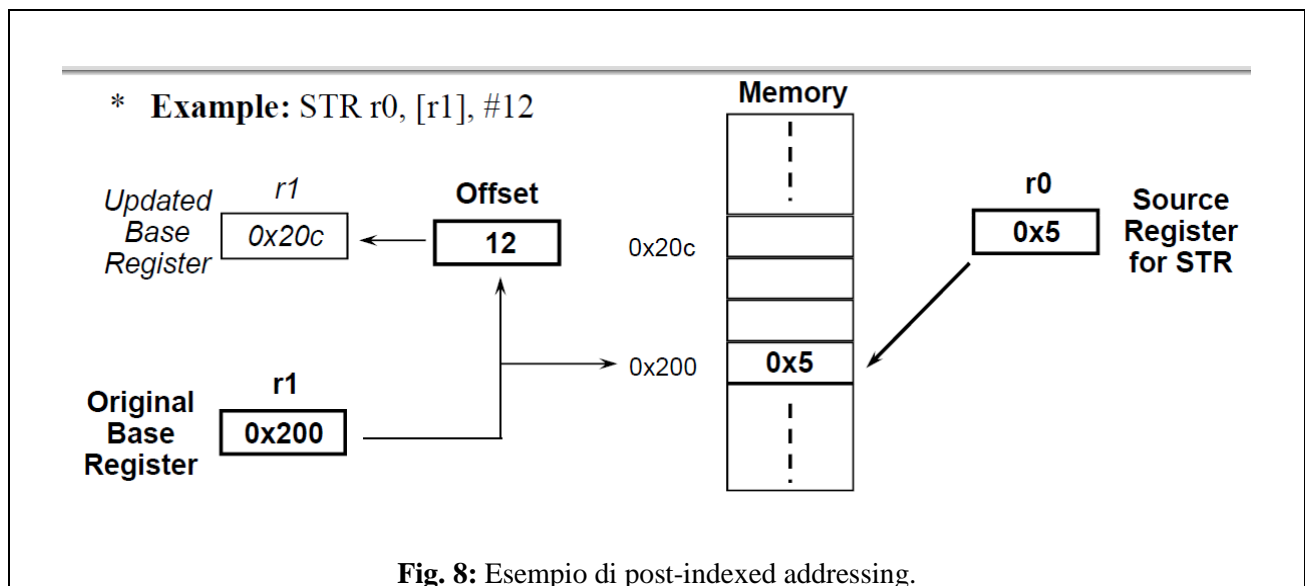 * Example: STR r0, [r1], #12
Memory
Updated
Base
Register
r1
0x20c
Offset
12
0x20c
r0
0x5
Source
Register
for STR
0x200
0x5
Original
Base
Register
r1
0x200
Fig. 8: Esempio di post-indexed addressing.